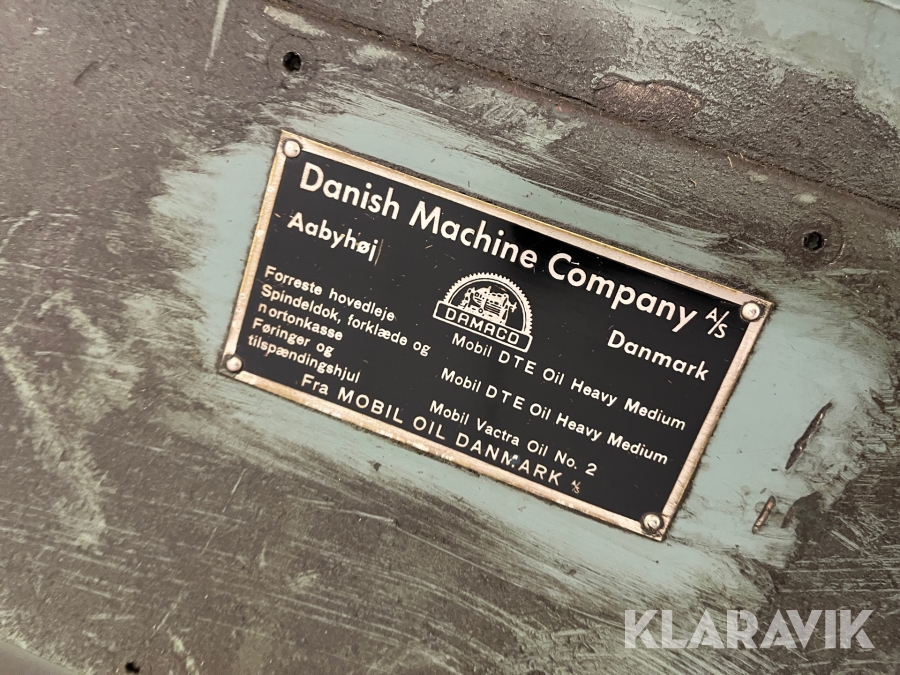 Danish Machine Company A/S
Aabyhøj
Danmark
DAMACO
Forreste hovedleje
Mobil DTE Oil Heavy Medium
Spindeldok, forklæde og
nortonkasse
Mobil DTE Oil Heavy Medium
Føringer og
tilspændingshjul
Mobil Vactra Oil No. 2
Fra MOBIL OIL DANMARK A/S
KLARAVIK